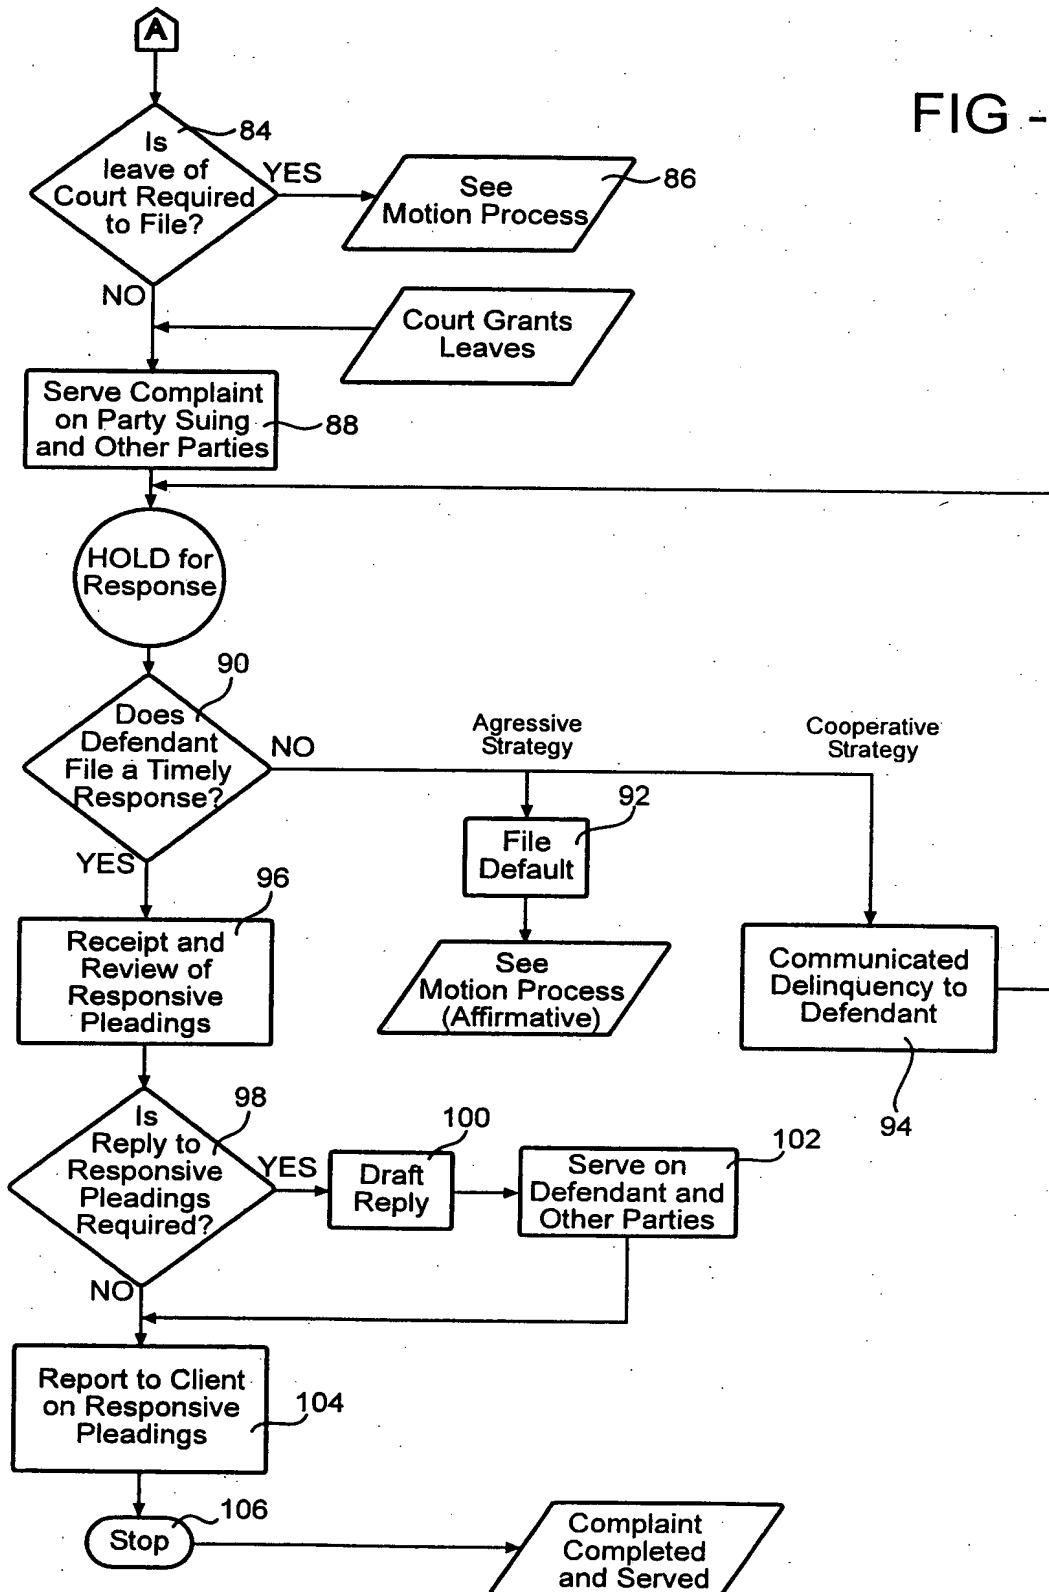 A
FIG -
84
Is
leave of
Court Required
to File?
YES
See
Motion Process
86
NO
Court Grants
Leaves
Serve Complaint
on Party Suing
and Other Parties
88
HOLD for
Response
90
Does
Defendant
File a Timely
Response?
NO
Agressive
Strategy
Cooperative
Strategy
92
File
Default
YES
96
Receipt and
Review of
Responsive
Pleadings
See
Motion Process
(Affirmative)
Communicated
Delinquency to
Defendant
94
98
Is
Reply to
Responsive
Pleadings
Required?
YES
100
Draft
Reply
102
Serve on
Defendant and
Other Parties
NO
Report to Client
on Responsive
Pleadings
104
106
Stop
Complaint
Completed
and Served